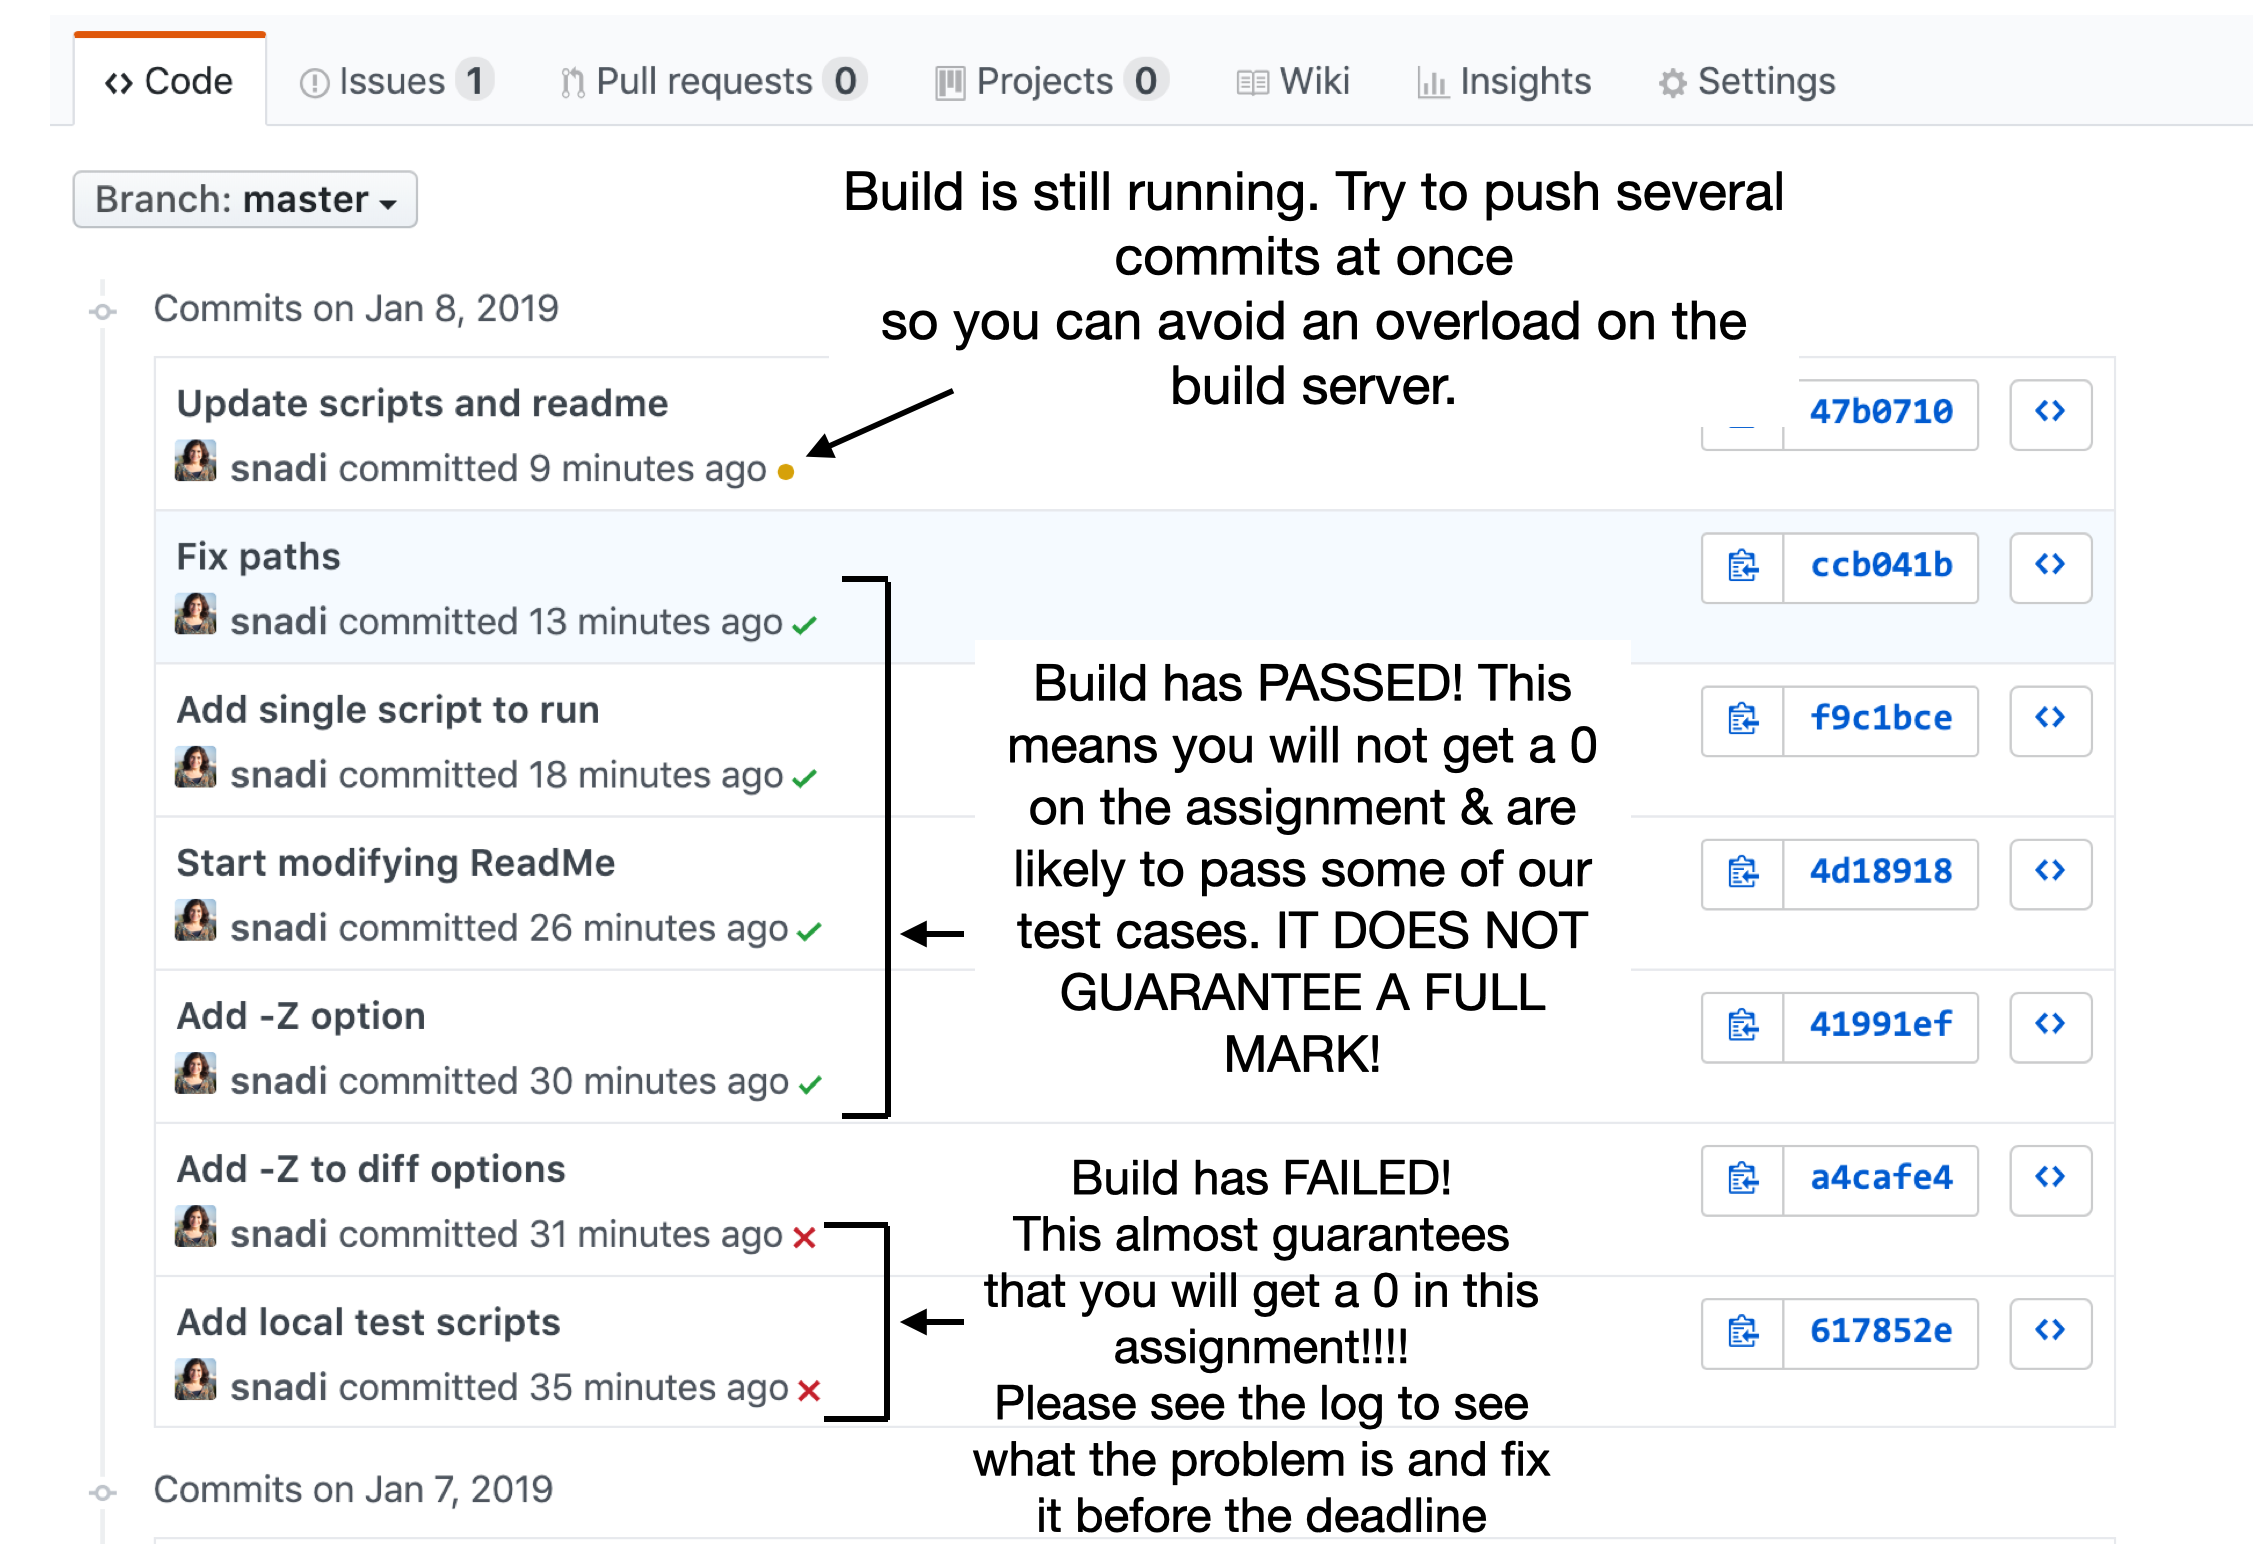 Code Issues 1 Pull requests 0 Projects 0 Wiki Insights Settings
Branch: master
Build is still running. Try to push several
commits at once
so you can avoid an overload on the
build server.
Commits on Jan 8, 2019
Update scripts and readme
snadi committed 9 minutes ago
47b0710
Fix paths
snadi committed 13 minutes ago
ccb041b
Add single script to run
snadi committed 18 minutes ago
f9c1bce
Start modifying ReadMe
snadi committed 26 minutes ago
4d18918
Add -Z option
snadi committed 30 minutes ago
41991ef
Build has PASSED! This
means you will not get a 0
on the assignment & are
likely to pass some of our
test cases. IT DOES NOT
GUARANTEE A FULL
MARK!
Add -Z to diff options
snadi committed 31 minutes ago
a4cafe4
Add local test scripts
snadi committed 35 minutes ago
617852e
Build has FAILED!
This almost guarantees
that you will get a 0 in this
assignment!!!!
Please see the log to see
what the problem is and fix
it before the deadline
Commits on Jan 7, 2019